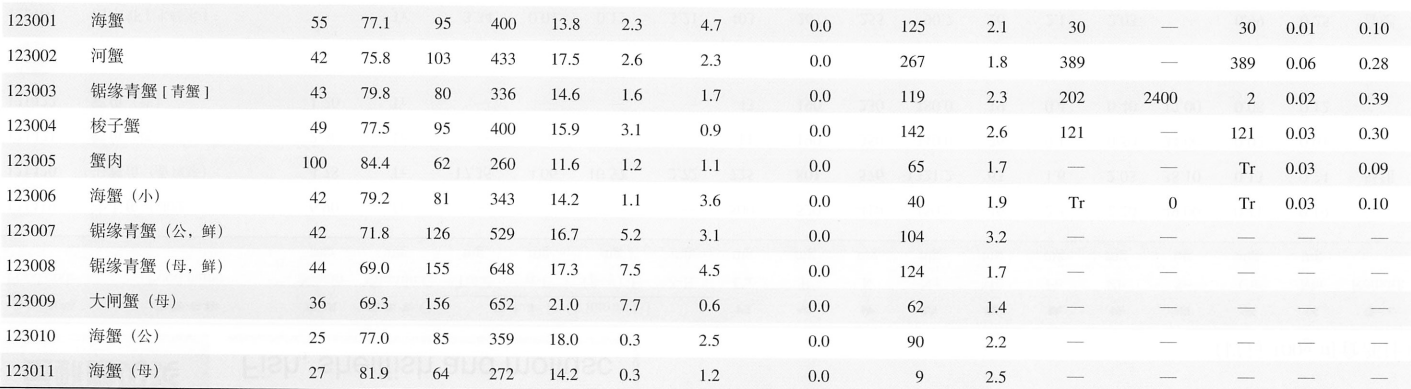 123001 海蟹 55 77.1 95 400 13.8 2.3 4.7 0.0 125 2.1 30 — 30 0.01 0.10
123002 河蟹 42 75.8 103 433 17.5 2.6 2.3 0.0 267 1.8 389 — 389 0.06 0.28
123003 锯缘青蟹 [ 青蟹 ] 43 79.8 80 336 14.6 1.6 1.7 0.0 119 2.3 202 2400 2 0.02 0.39
123004 梭子蟹 49 77.5 95 400 15.9 3.1 0.9 0.0 142 2.6 121 — 121 0.03 0.30
123005 蟹肉 100 84.4 62 260 11.6 1.2 1.1 0.0 65 1.7 — — Tr 0.03 0.09
123006 海蟹（小） 42 79.2 81 343 14.2 1.1 3.6 0.0 40 1.9 Tr 0 Tr 0.03 0.10
123007 锯缘青蟹（公，鲜） 42 71.8 126 529 16.7 5.2 3.1 0.0 104 3.2 — — — — —
123008 锯缘青蟹（母，鲜） 44 69.0 155 648 17.3 7.5 4.5 0.0 124 1.7 — — — — —
123009 大闸蟹（母） 36 69.3 156 652 21.0 7.7 0.6 0.0 62 1.4 — — — — —
123010 海蟹（公） 25 77.0 85 359 18.0 0.3 2.5 0.0 90 2.2 — — — — —
123011 海蟹（母） 27 81.9 64 272 14.2 0.3 1.2 0.0 9 2.5 — — — — —